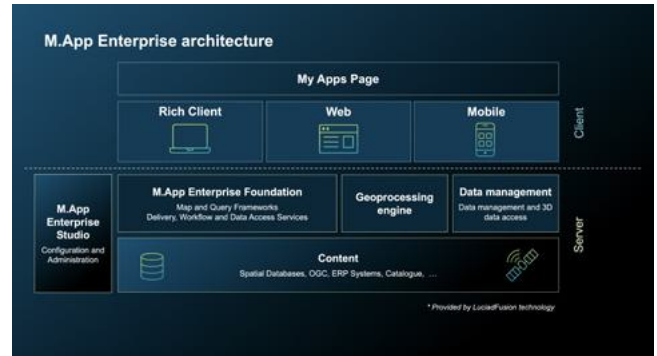 M.App Enterprise architecture
My Apps Page
Rich Client
Web
Mobile
Client
M.App
Enterprise
Studio
Configuration and
Administration
M.App Enterprise Foundation
Map and Query Frameworks
Delivery, Workflow and Data Access Services
Geoprocessing
engine
Data management
Data management and 3D
data access
Server
Content
Spatial Databases, OGC, ERP Systems, Catalogue, …
* Provided by LuciadFusion technology